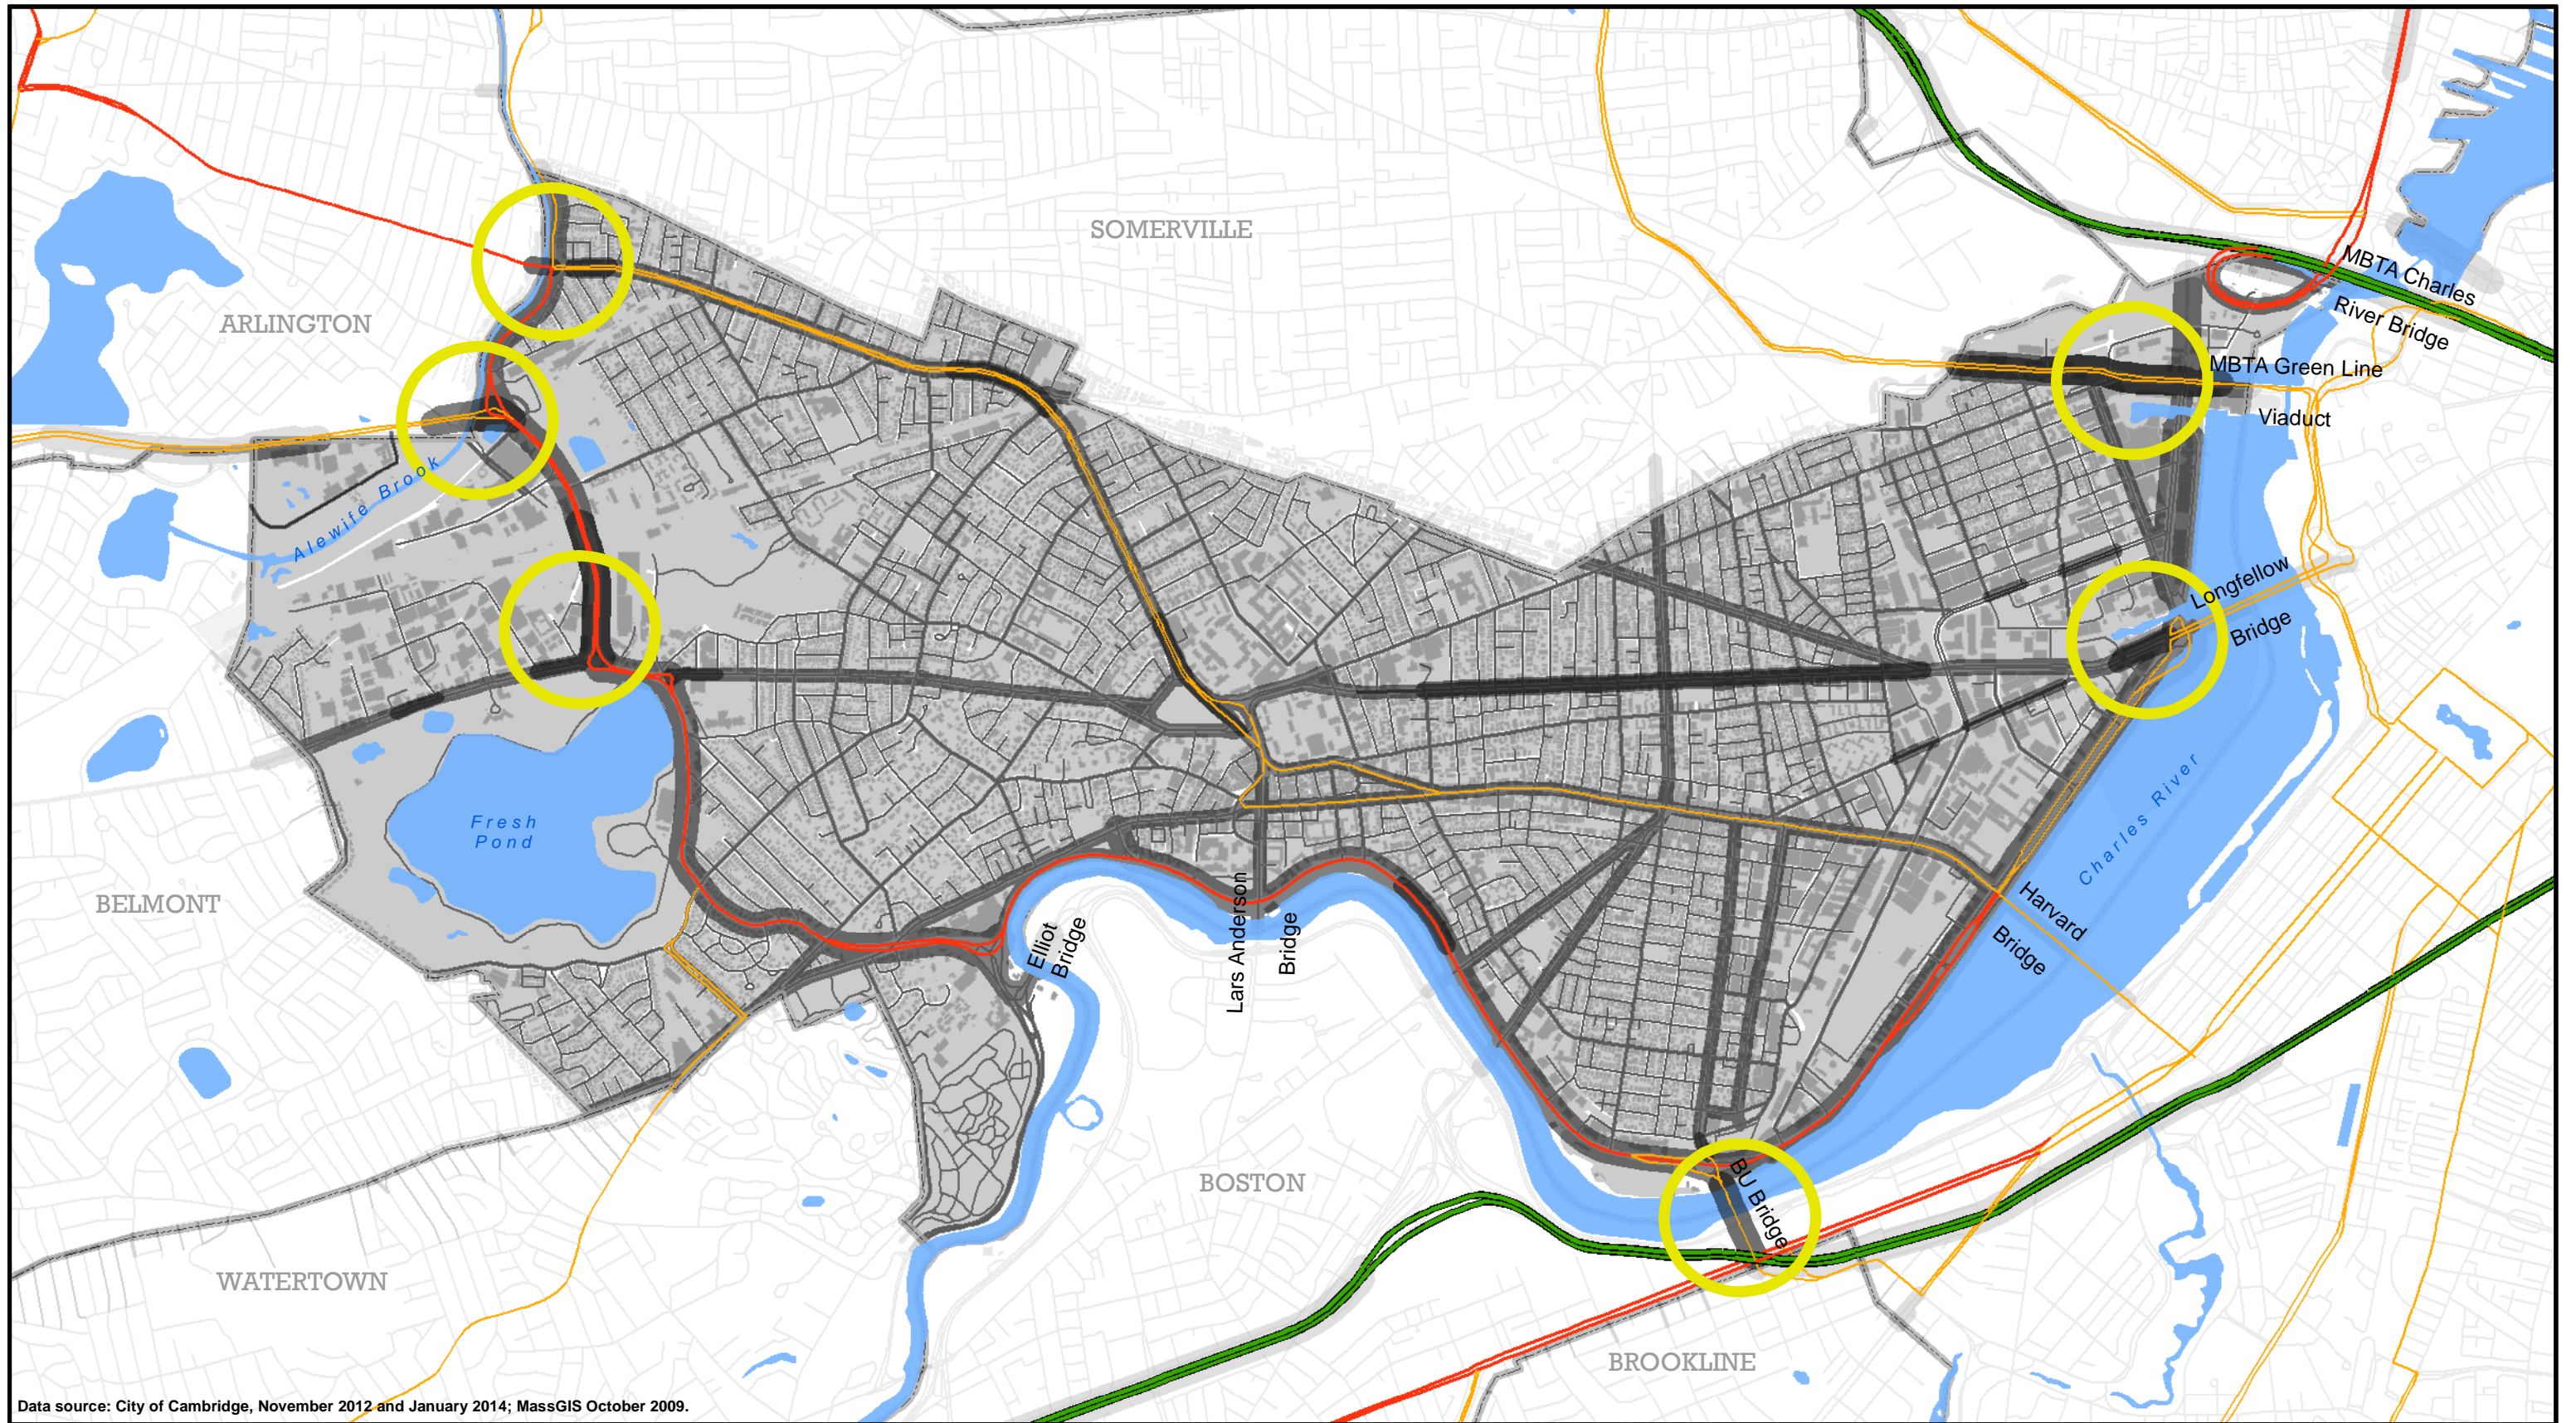 SOMERVILLE
MBTA Charles
River Bridge
ARLINGTON
MBTA Green Line
Viaduct
Alewife Brook
Longfellow
Bridge
Fresh
Pond
Charles River
BELMONT
Harvard
Bridge
Elliot
Bridge
Lars Anderson
Bridge
BU Bridge
BOSTON
WATERTOWN
BROOKLINE
Data source: City of Cambridge, November 2012 and January 2014; MassGIS October 2009.